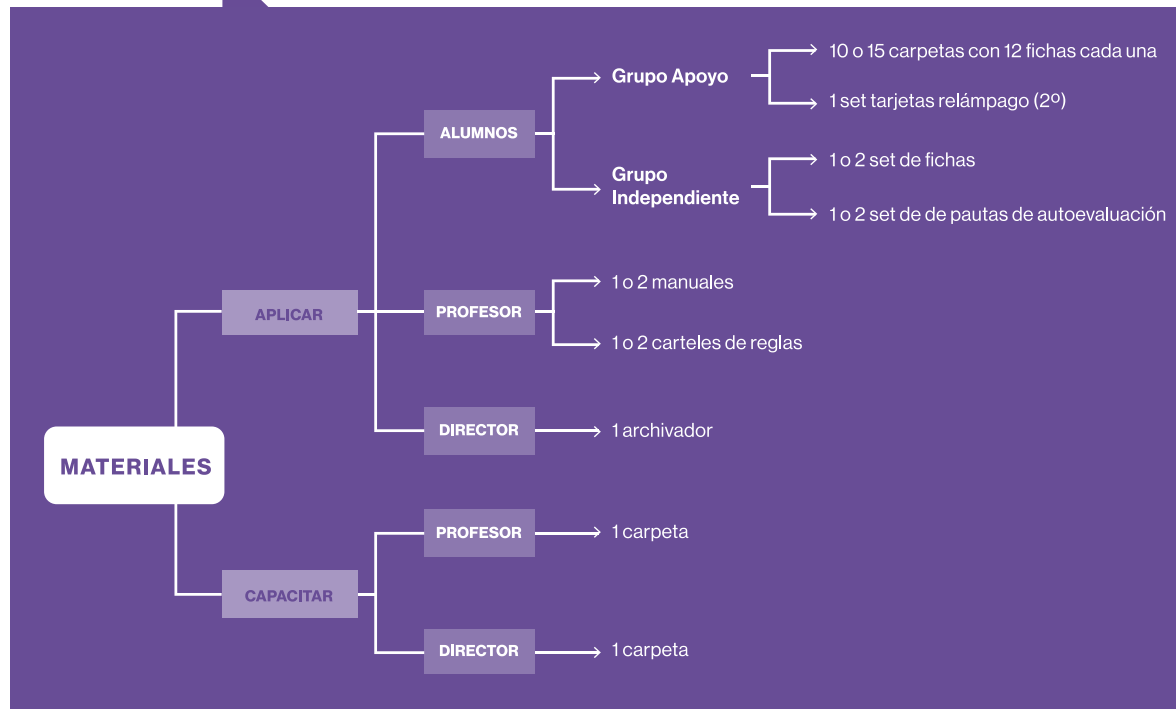 10 o 15 carpetas con 12 fichas cada una
Grupo Apoyo
1 set tarjetas relámpago (2º)
ALUMNOS
1 o 2 set de fichas
Grupo
Independiente
1 o 2 set de de pautas de autoevaluación
1 o 2 manuales
APLICAR
PROFESOR
1 o 2 carteles de reglas
DIRECTOR
1 archivador
MATERIALES
PROFESOR
1 carpeta
CAPACITAR
DIRECTOR
1 carpeta